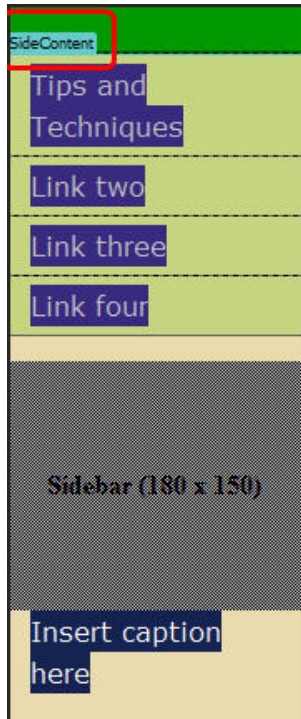 SideContent
Tips and
Techniques
Link two
Link three
Link four
Sidebar (180 x 150)
Insert caption
here